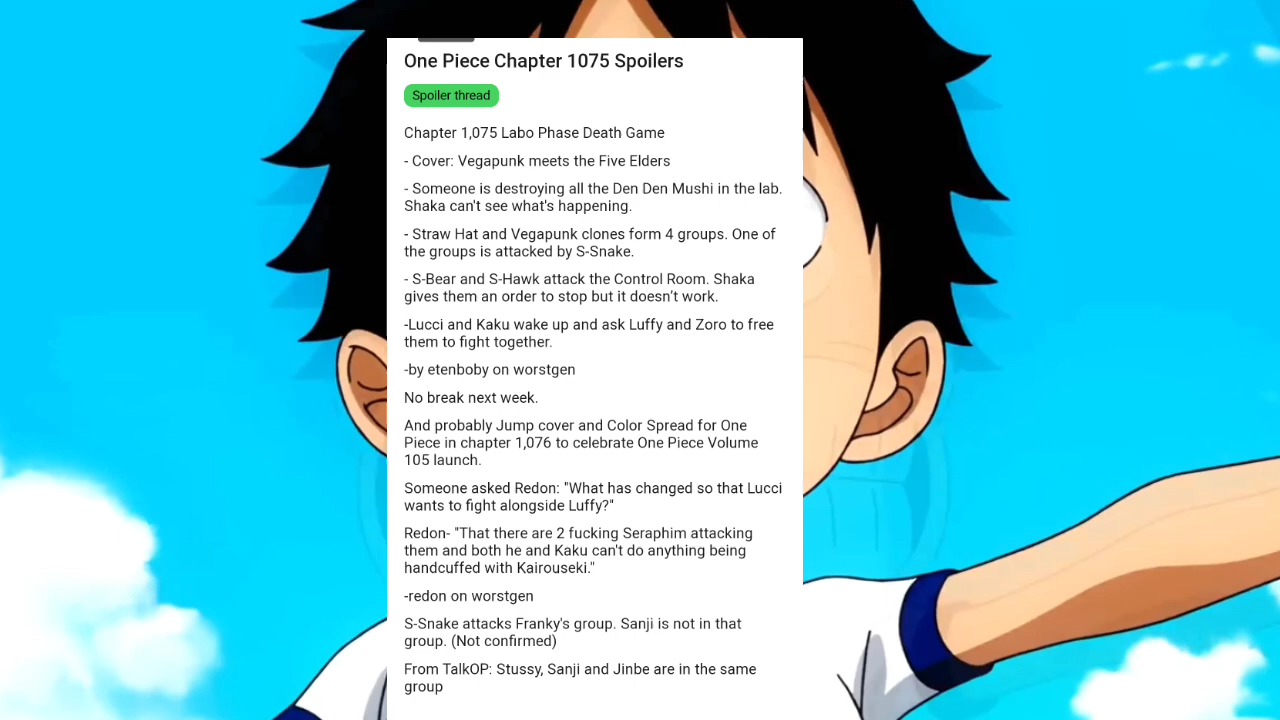 One Piece Chapter 1075 Spoilers
Spoiler thread
Chapter 1,075 Labo Phase Death Game
- Cover: Vegapunk meets the Five Elders
- Someone is destroying all the Den Den Mushi in the lab.
Shaka can't see what's happening.
- Straw Hat and Vegapunk clones form 4 groups. One of
the groups is attacked by S-Snake.
- S-Bear and S-Hawk attack the Control Room. Shaka
gives them an order to stop but it doesn’t work.
-Lucci and Kaku wake up and ask Luffy and Zoro to free
them to fight together.
-by etenboby on worstgen
No break next week.
And probably Jump cover and Color Spread for One
Piece in chapter 1,076 to celebrate One Piece Volume
105 launch.
Someone asked Redon: "What has changed so that Lucci
wants to fight alongside Luffy?"
Redon- "That there are 2 fucking Seraphim attacking
them and both he and Kaku can't do anything being
handcuffed with Kairouseki."
-redon on worstgen
S-Snake attacks Franky's group. Sanji is not in that
group. (Not confirmed)
From TalkOP: Stussy, Sanji and Jinbe are in the same
group